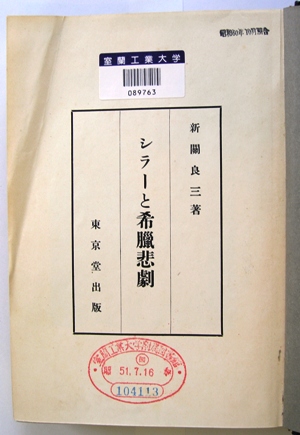 室蘭工業大学
089763
新關良三著
シラーと希臘悲劇
東京堂出版
51.7.16
104113